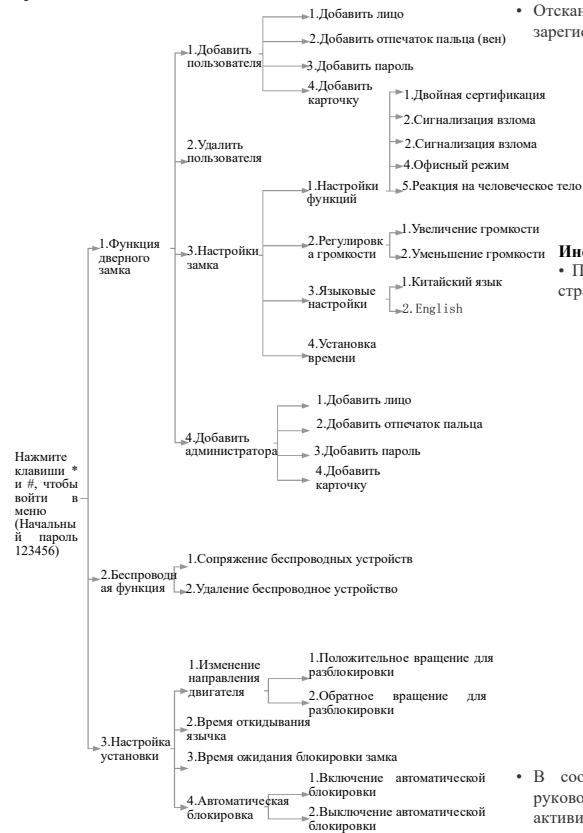 1.Добавить лицо
2.Добавить отпечаток пальца (вен)
1.Добавить
пользователя
3.Добавить пароль
4.Добавить
карточку
1.Двойная сертификация
2.Сигнализация взлома
2.Удалить
пользователя
2.Сигнализация взлома
4.Офисный режим
1.Настройки
функций
5.Реакция на человеческое тело
1.Функция
дверного
замка
3.Настройки
замка
2.Регулировк
а громкости
1.Увеличение громкости
2.Уменьшение громкости
3.Языковые
настройки
1.Китайский язык
2.English
4.Установка
времени
4.Добавить
администратора
1.Добавить лицо
2.Добавить отпечаток пальца
3.Добавить пароль
4.Добавить
карточку
Нажмите
клавиши *
и #, чтобы
войти в
меню
(Начальны
й пароль
123456)
2.Беспроводн
ая функция
1.Сопряжение беспроводных устройств
2.Удаление беспроводное устройство
3.Настройка
установки
1.Изменение
направления
двигателя
1.Положительное вращение для
разблокировки
2.Обратное вращение для
разблокировки
2.Время откидывания
язычка
3.Время ожидания блокировки замка
4.Автоматическая
блокировка
1.Включение автоматической
блокировки
2.Выключение автоматической
блокировки
• Отскан
зарегис
Ин
• П
стра
• В соо
руково
активи